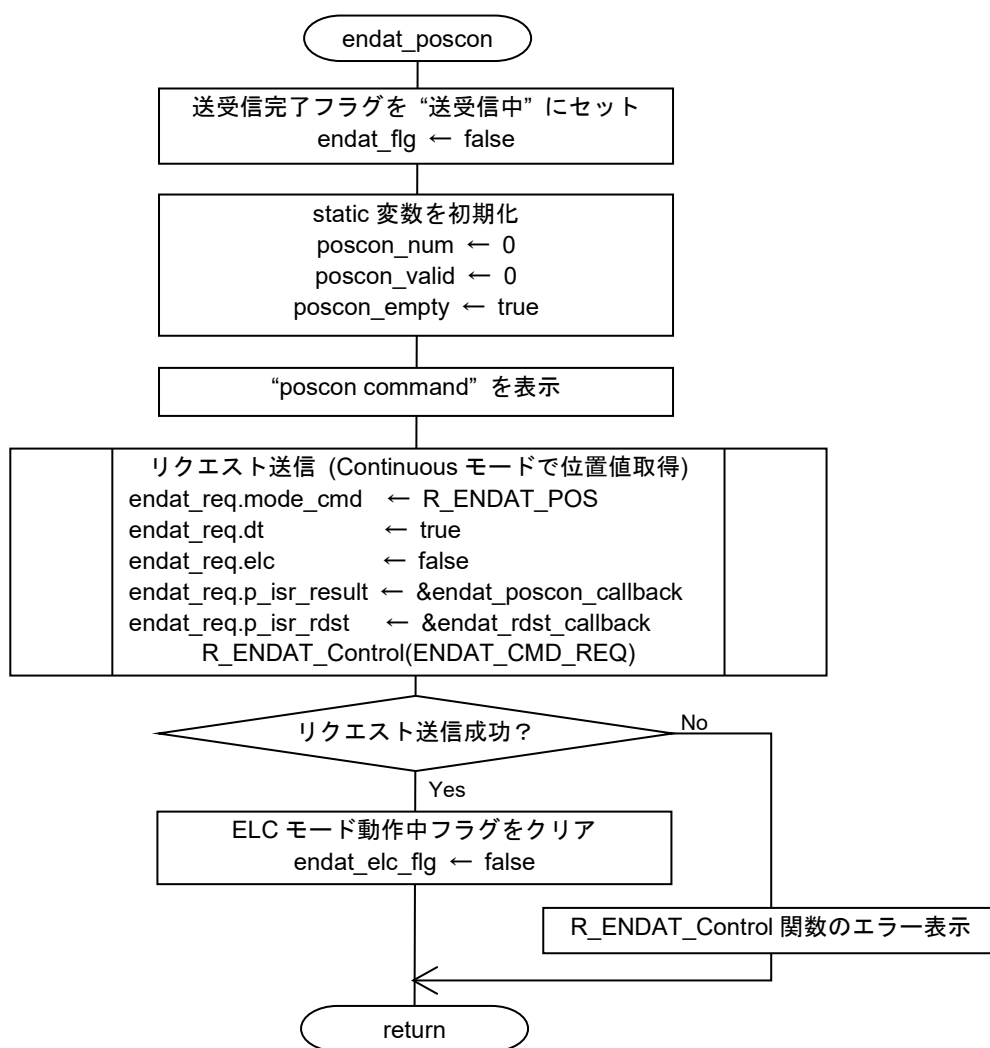 endat_poscon
送受信完了フラグを “送受信中” にセット
endat_flg ← false
static 変数を初期化
poscon_num ← 0
poscon_valid ← 0
poscon_empty ← true
“poscon command” を表示
リクエスト送信 (Continuous モードで位置値取得)
endat_req.mode_cmd ← R_ENDAT_POS
endat_req.dt ← true
endat_req.elc ← false
endat_req.p_isr_result ← &endat_poscon_callback
endat_req.p_isr_rdst ← &endat_rdst_callback
R_ENDAT_Control(ENDAT_CMD_REQ)
リクエスト送信成功？
No
Yes
ELC モード動作中フラグをクリア
endat_elc_flg ← false
R_ENDAT_Control 関数のエラー表示
return